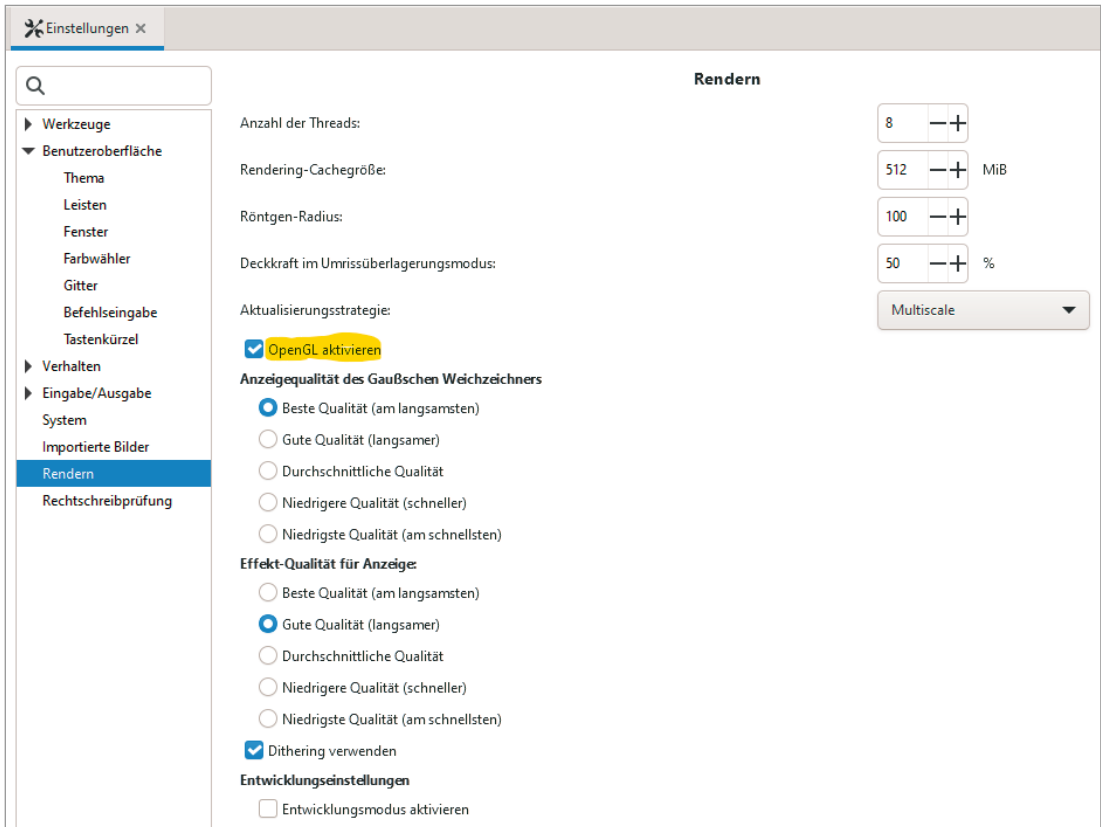 Einstellungen
Rendern
Werkzeuge
Benutzeroberfläche
Thema
Leisten
Fenster
Farbwähler
Gitter
Befehlseingabe
Tastenkürzel
Verhalten
Eingabe/Ausgabe
System
Importierte Bilder
Rendern
Rechtschreibprüfung
Anzahl der Threads: 8
Rendering-Cachegröße: 512 MiB
Röntgen-Radius: 100
Deckkraft im Umrissüberlagerungsmodus: 50 %
Aktualisierungsstrategie: Multiscale
OpenGL aktivieren
Anzeigequalität des Gaußschen Weichzeichners
Beste Qualität (am langsamsten)
Gute Qualität (langsamer)
Durchschnittliche Qualität
Niedrigere Qualität (schneller)
Niedrigste Qualität (am schnellsten)
Effekt-Qualität für Anzeige:
Beste Qualität (am langsamsten)
Gute Qualität (langsamer)
Durchschnittliche Qualität
Niedrigere Qualität (schneller)
Niedrigste Qualität (am schnellsten)
Dithering verwenden
Entwicklungseinstellungen
Entwicklungsmodus aktivieren